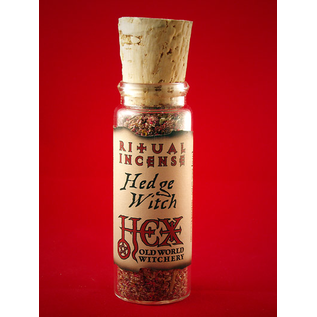 RITUAL
INCENSE
Hedge
Witch
HEX
OLD WORLD
WITCHERY